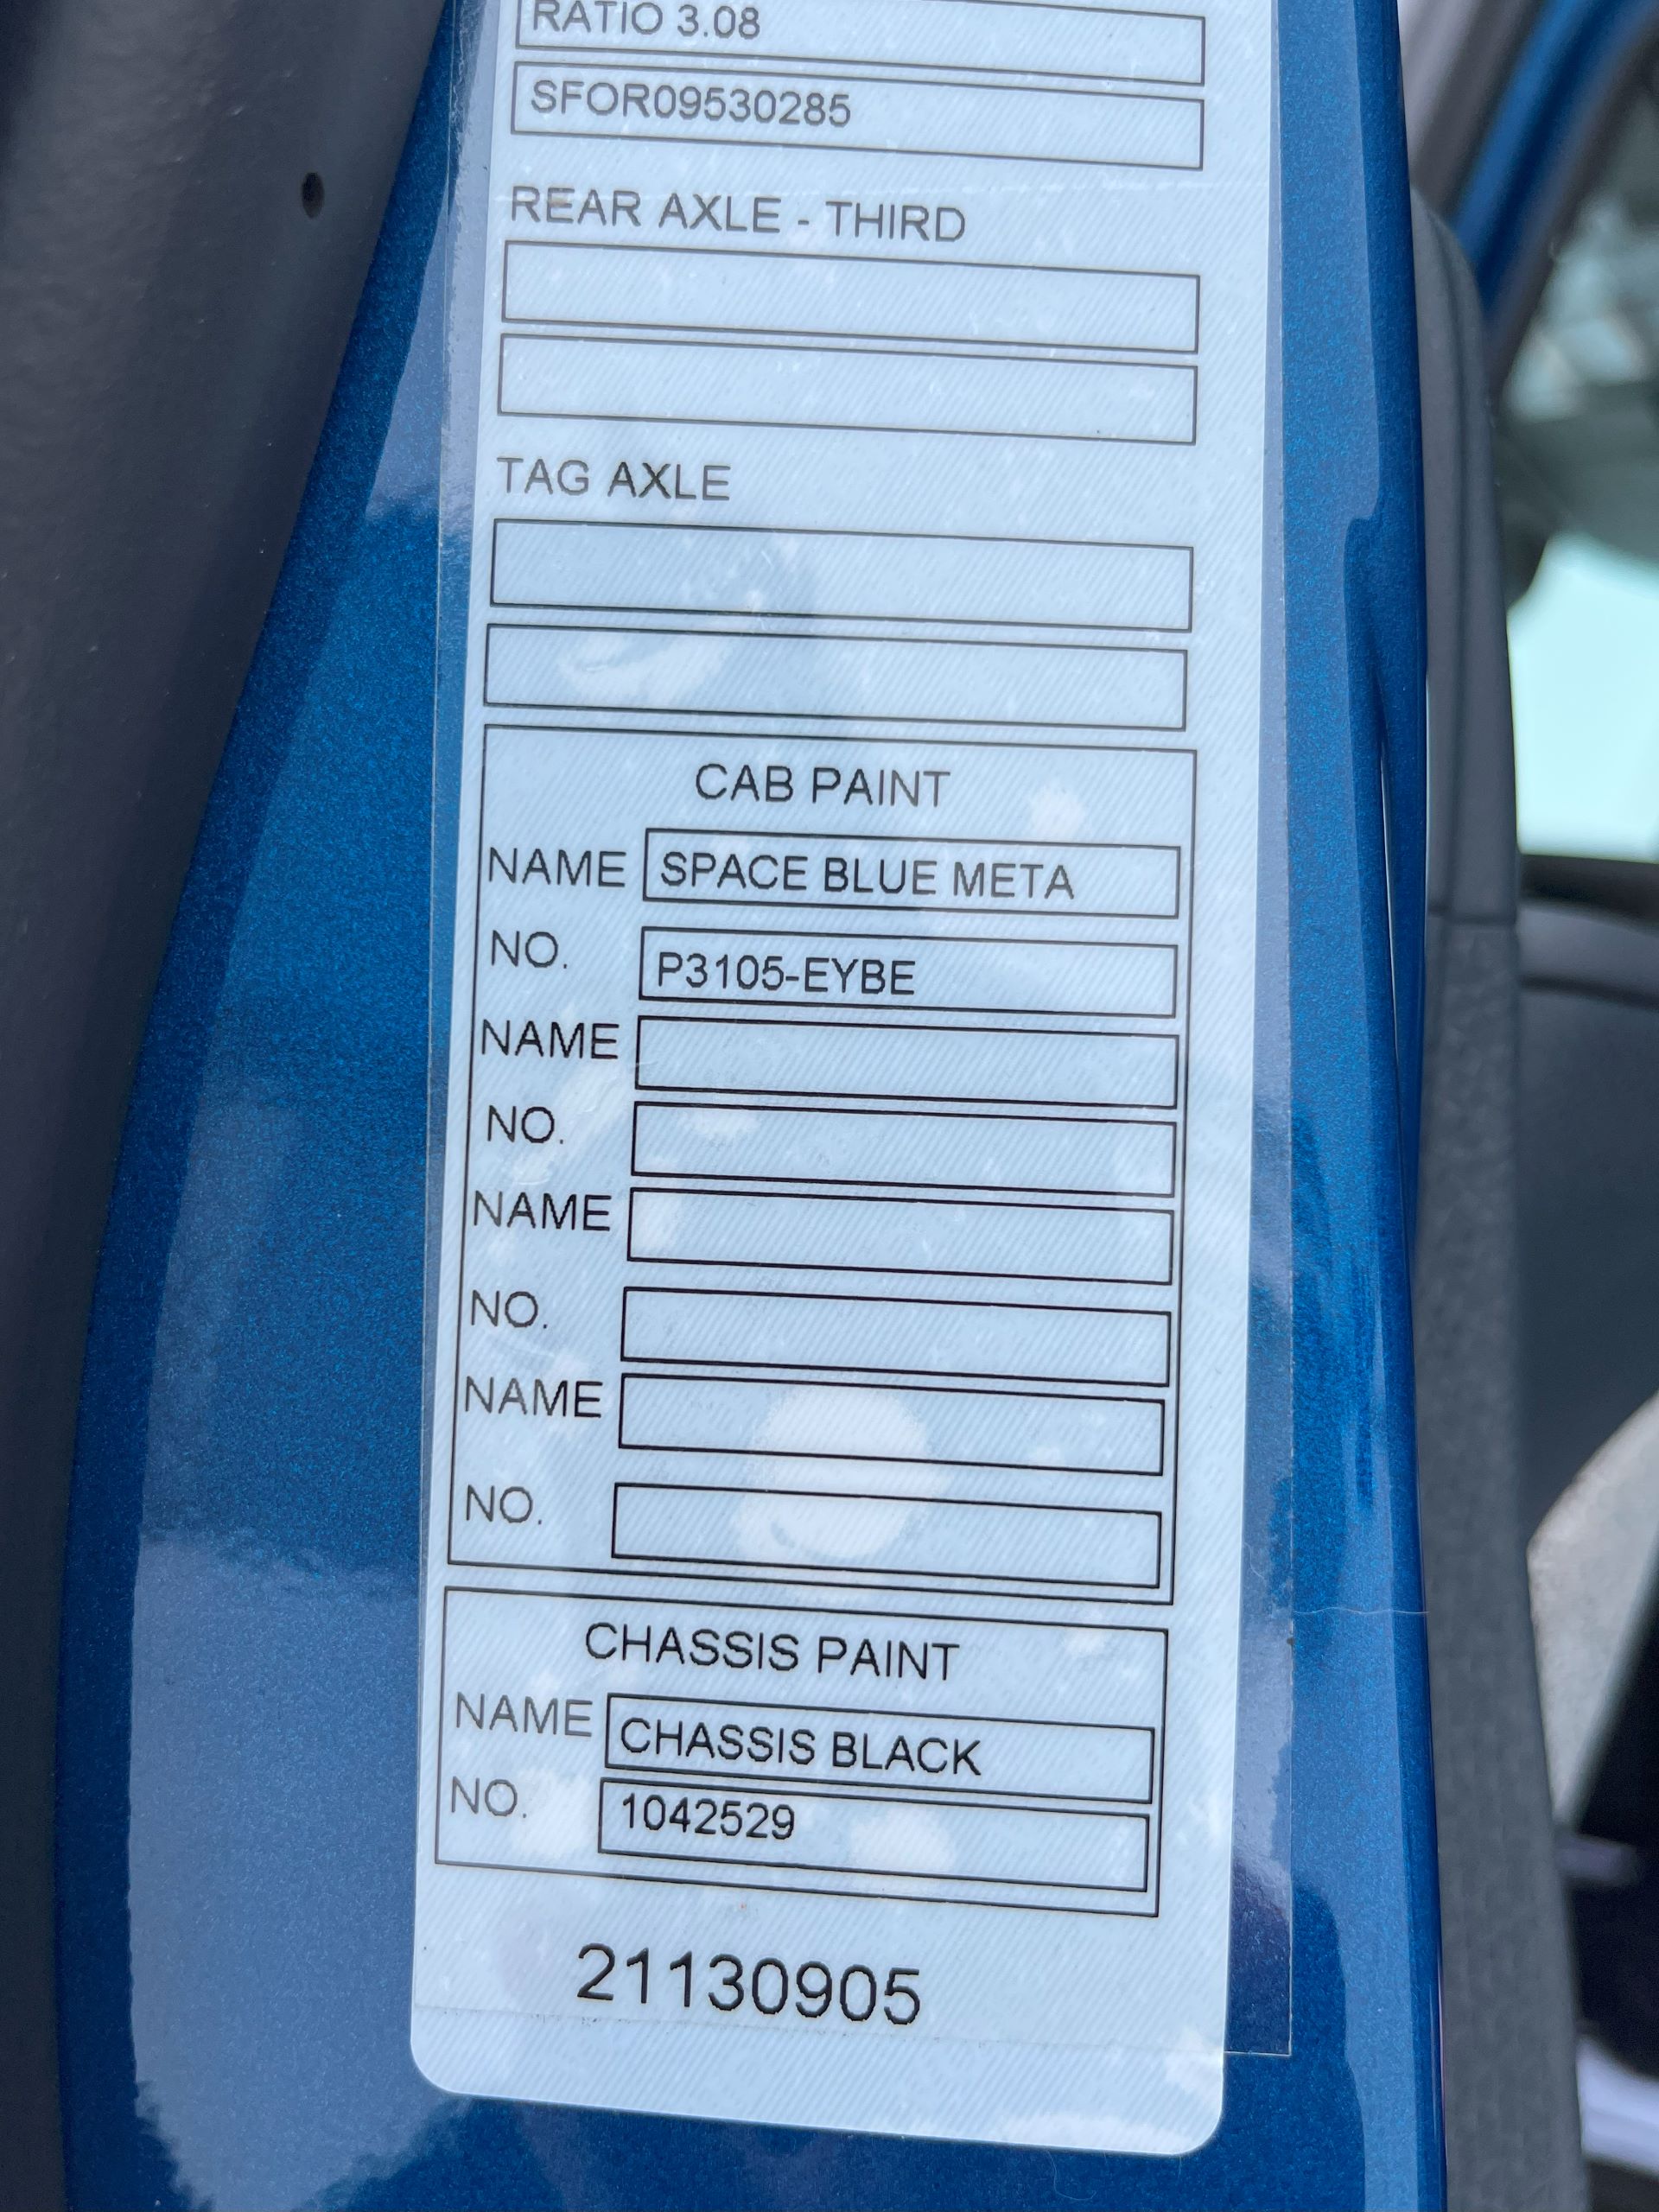 RATIO 3.08
SFOR09530285
REAR AXLE - THIRD
TAG AXLE
CAB PAINT
NAME SPACE BLUE META
NO. P3105-EYBE
NAME
NO.
NAME
NO.
NAME
NO.
CHASSIS PAINT
NAME CHASSIS BLACK
NO. 1042529
21130905